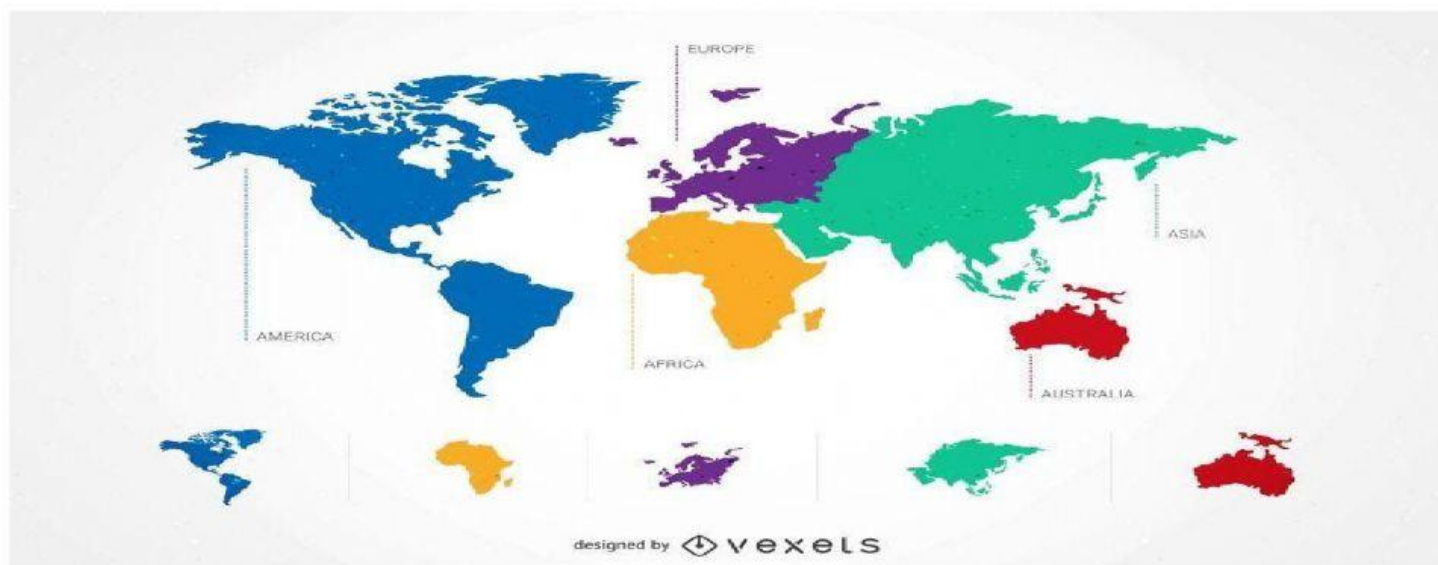 EUROPE
ASIA
AMERICA
AFRICA
AUSTRALIA
designed by vexels